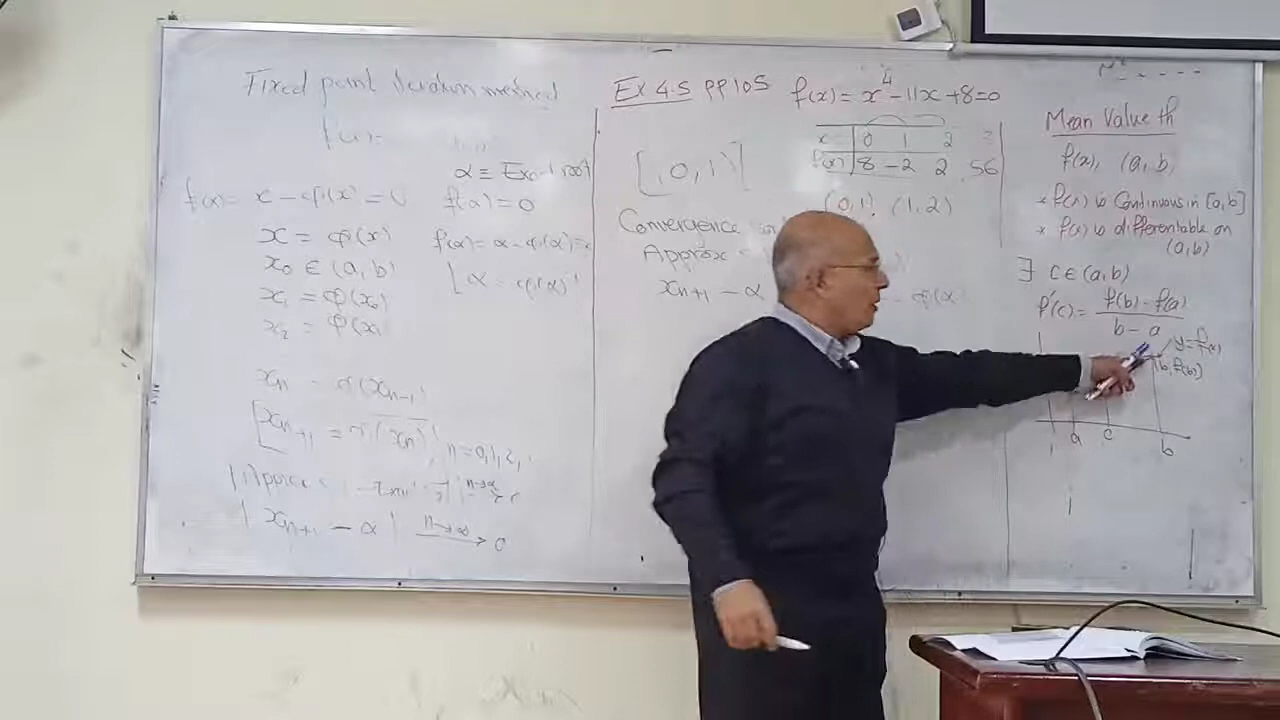 Fixed point iteration method
f(x)=
α ≡ Exact root
f(x) = x - φ(x) = 0
f(α) = 0
x = φ(x)
f(α) = α - φ(α) =
x₀ ∈ (a, b)
α = φ(α)
x₁ = φ(x₀)
x₂ = φ(x₁
xₙ = φ(xₙ₋₁)
xₙ₊₁ = φ(xₙ), n=0,1,2,
| xₙ₊₁ - α | n→∞ → 0
Ex 4.5 pp 105 f(x) = x⁴ - 11x + 8 = 0
x 0 1 2
f(x) 8 -2 2 56
[0, 1]
(0,1), (1,2)
Convergence
Approx
xₙ₊₁ - α
- φ(α
Mean Value th
f(x), (a, b,
* f(x) is Continuous in [a,b]
* f(x) is differentable on
(a,b)
∃ c ∈ (a,b)
f'(c) = f(b) - f(a)
b - a
y = f(x)
(b, f(b))
a c b